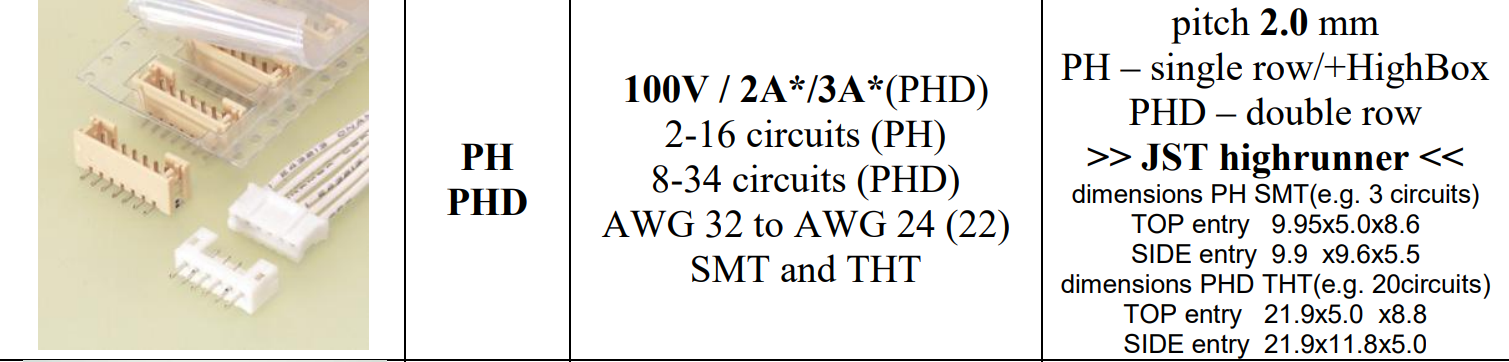 PH
PHD
100V / 2A*/3A*(PHD)
2-16 circuits (PH)
8-34 circuits (PHD)
AWG 32 to AWG 24 (22)
SMT and THT
pitch 2.0 mm
PH – single row/+HighBox
PHD – double row
>> JST highrunner <<
dimensions PH SMT(e.g. 3 circuits)
TOP entry 9.95x5.0x8.6
SIDE entry 9.9 x9.6x5.5
dimensions PHD THT(e.g. 20circuits)
TOP entry 21.9x5.0 x8.8
SIDE entry 21.9x11.8x5.0